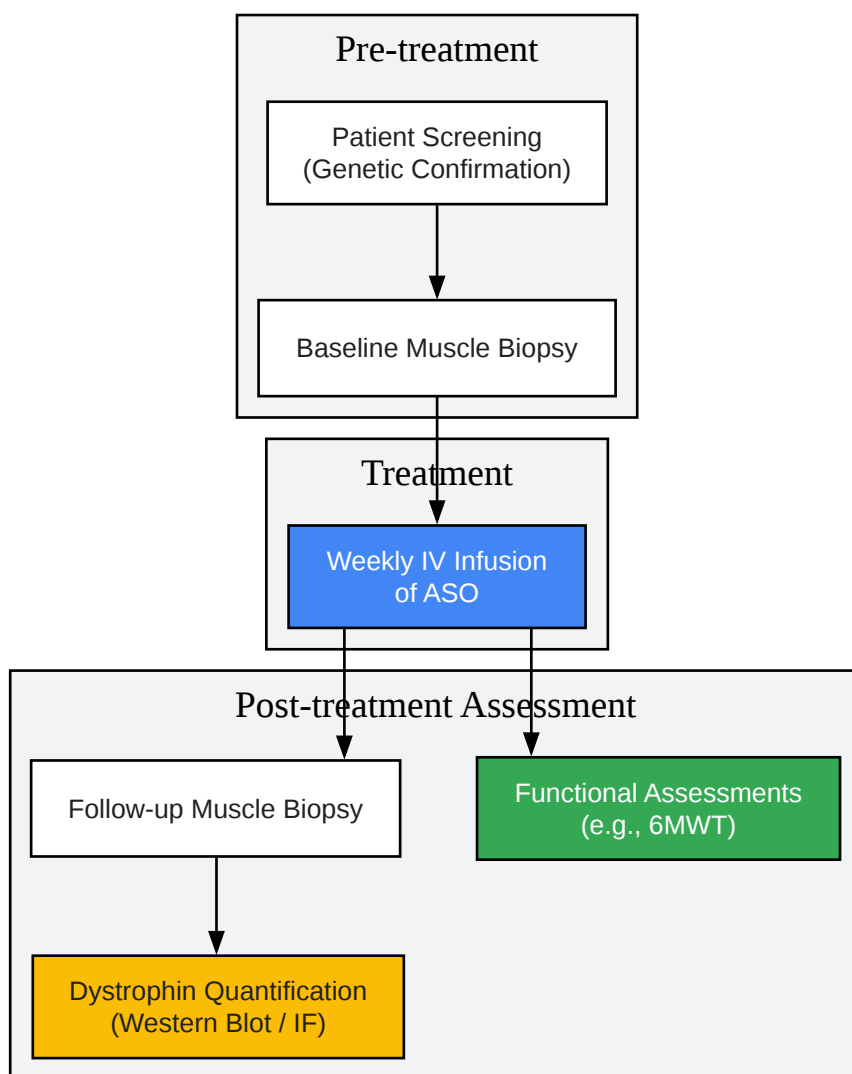 Pre-treatment
Patient Screening
(Genetic Confirmation)
Baseline Muscle Biopsy
Treatment
Weekly IV Infusion
of ASO
Post-treatment Assessment
Follow-up Muscle Biopsy
Functional Assessments
(e.g., 6MWT)
Dystrophin Quantification
(Western Blot / IF)